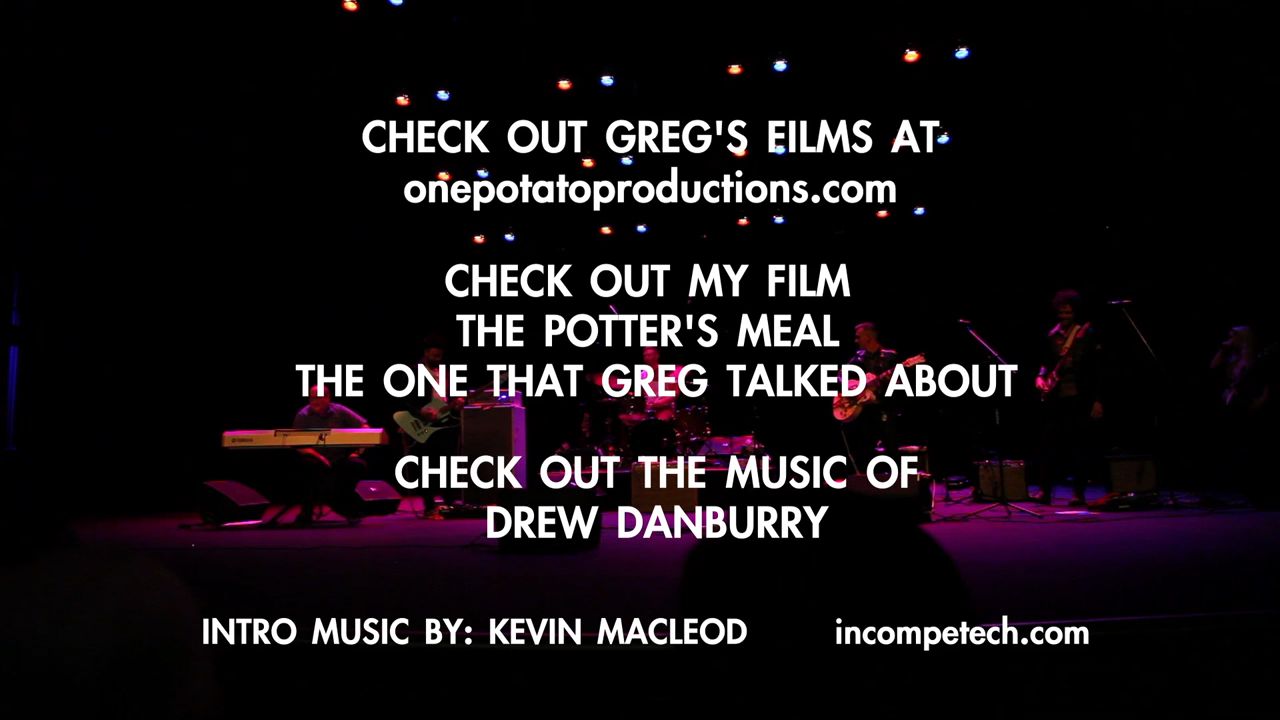 CHECK OUT GREG'S EILMS AT
onepotatoproductions.com
CHECK OUT MY FILM
THE POTTER'S MEAL
THE ONE THAT GREG TALKED ABOUT
CHECK OUT THE MUSIC OF
DREW DANBURRY
INTRO MUSIC BY: KEVIN MACLEOD incompetech.com